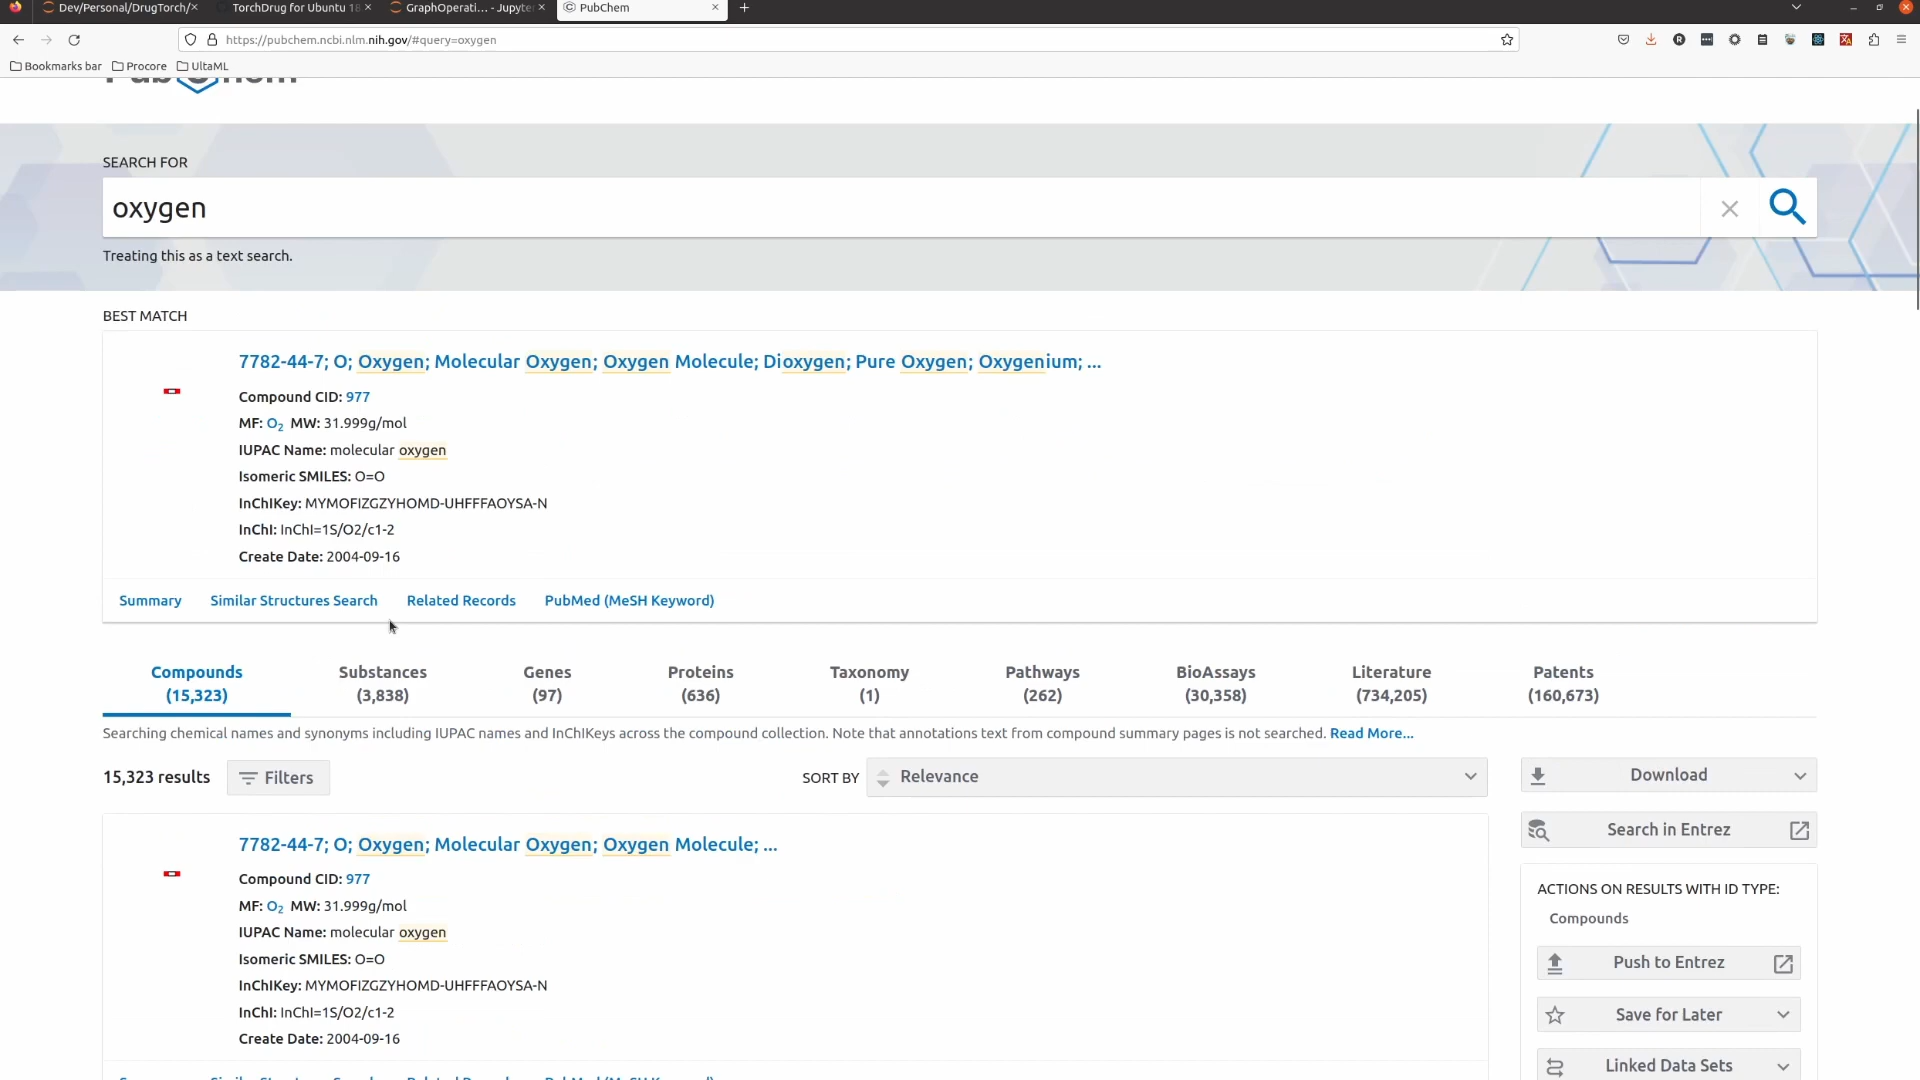 Dev/Personal/DrugTorch/ TorchDrug for Ubuntu 18 GraphOperati… - Jupyter PubChem
https://pubchem.ncbi.nlm.nih.gov/#query=oxygen
Bookmarks bar Procore UltaML
SEARCH FOR
oxygen
Treating this as a text search.
BEST MATCH
7782-44-7; O; Oxygen; Molecular Oxygen; Oxygen Molecule; Dioxygen; Pure Oxygen; Oxygenium; ...
Compound CID: 977
MF: O₂ MW: 31.999g/mol
IUPAC Name: molecular oxygen
Isomeric SMILES: O=O
InChIKey: MYMOFIZGZYHOMD-UHFFFAOYSA-N
InChI: InChI=1S/O2/c1-2
Create Date: 2004-09-16
Summary Similar Structures Search Related Records PubMed (MeSH Keyword)
Compounds Substances Genes Proteins Taxonomy Pathways BioAssays Literature Patents
(15,323) (3,838) (97) (636) (1) (262) (30,358) (734,205) (160,673)
Searching chemical names and synonyms including IUPAC names and InChIKeys across the compound collection. Note that annotations text from compound summary pages is not searched. Read More...
15,323 results Filters SORT BY Relevance Download
Search in Entrez
7782-44-7; O; Oxygen; Molecular Oxygen; Oxygen Molecule; ...
Compound CID: 977
MF: O₂ MW: 31.999g/mol
IUPAC Name: molecular oxygen
Isomeric SMILES: O=O
InChIKey: MYMOFIZGZYHOMD-UHFFFAOYSA-N
InChI: InChI=1S/O2/c1-2
Create Date: 2004-09-16
ACTIONS ON RESULTS WITH ID TYPE:
Compounds
Push to Entrez
Save for Later
Linked Data Sets